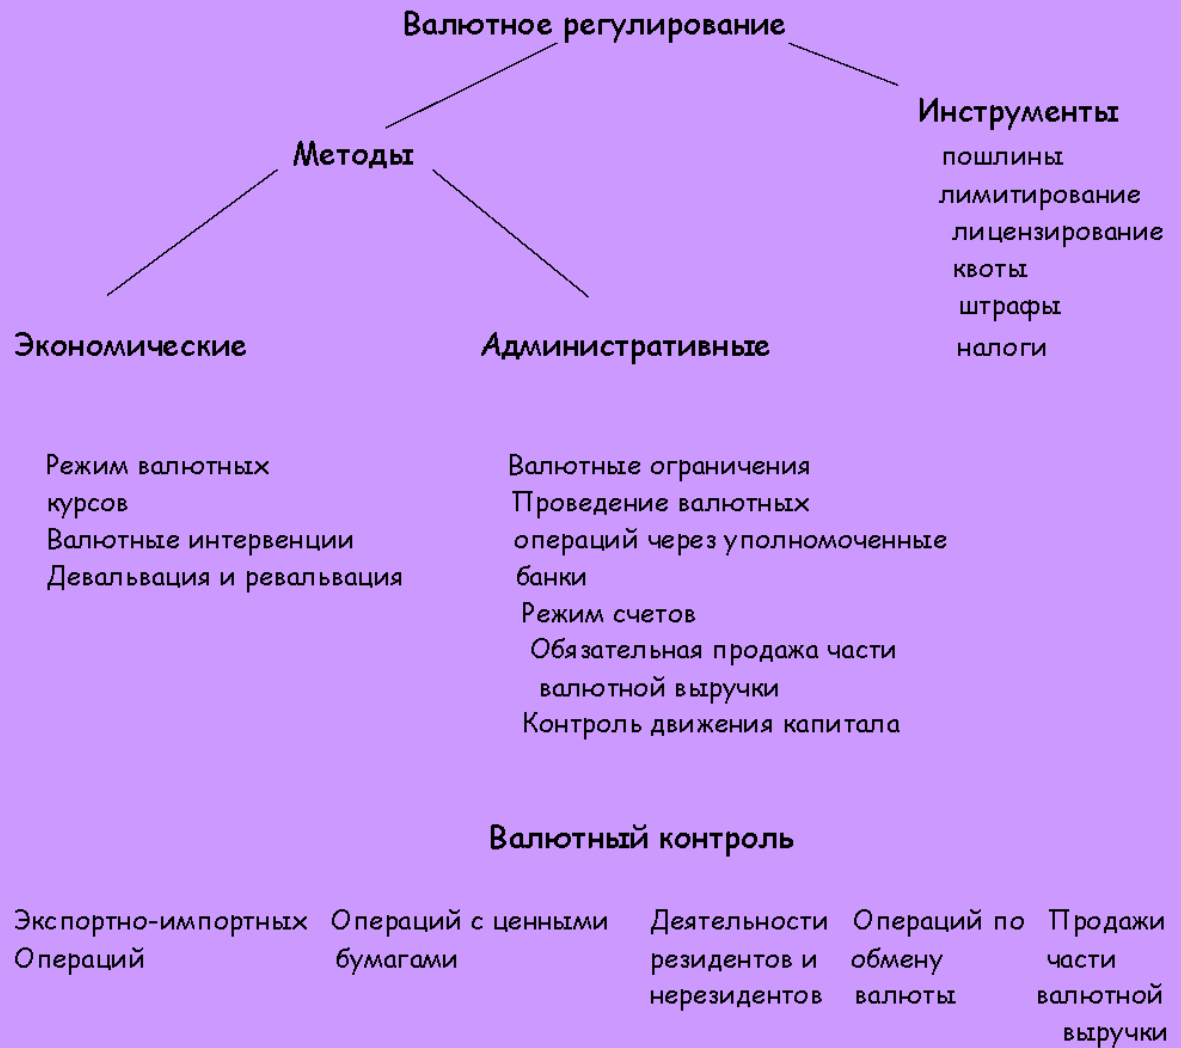 Валютное регулирование
Методы
Экономические
Режим валютных
курсов
Валютные интервенции
Девальвация и ревальвация
Административные
Валютные ограничения
Проведение валютных
операций через уполномоченные
банки
Режим счетов
Обязательная продажа части
валютной выручки
Контроль движения капитала
Инструменты
пошлины
лимитирование
лицензирование
квоты
штрафы
налоги
Валютный контроль
Экспортно-импортных
Операций
Операций с ценными
бумагами
Деятельности
резидентов и
нерезидентов
Операций по
обмену
валюты
Продажи
части
валютной
выручки